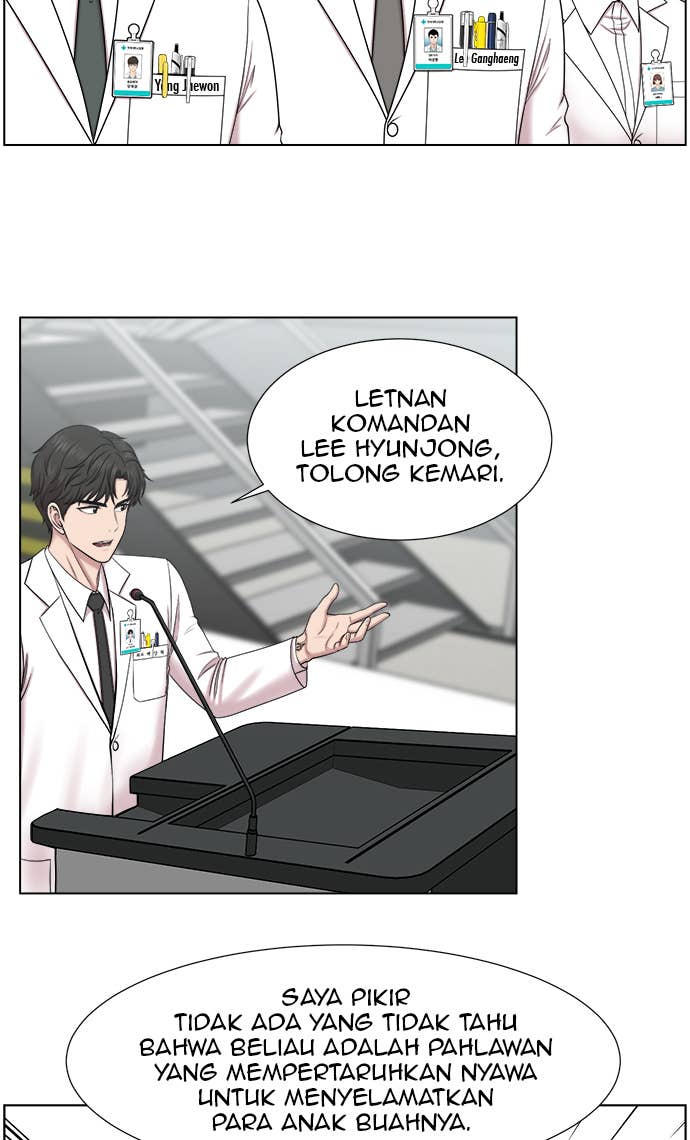 Yang Jaewon
Lee Ganghaeng
LETNAN
KOMANDAN
LEE HYUNJONG,
TOLONG KEMARI.
SAYA PIKIR
TIDAK ADA YANG TIDAK TAHU
BAHWA BELIAU ADALAH PAHLAWAN
YANG MEMPERTARUHKAN NYAWA
UNTUK MENYELAMATKAN
PARA ANAK BUAHNYA.